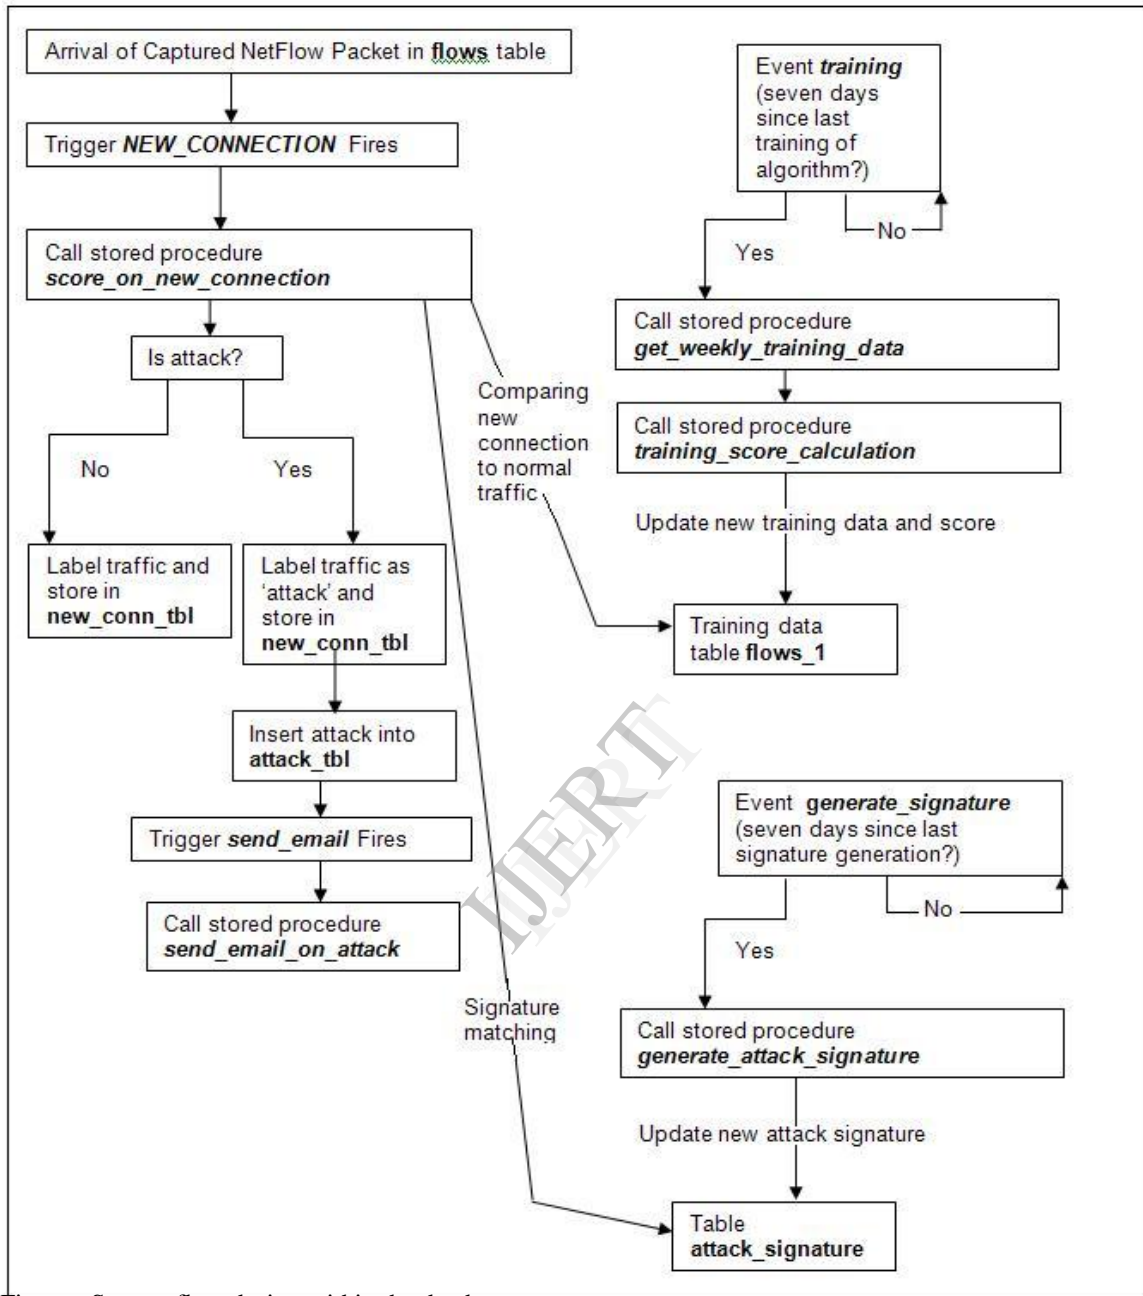 Arrival of Captured NetFlow Packet in flows table
Trigger NEW_CONNECTION Fires
Call stored procedure
score_on_new_connection
Is attack?
No
Yes
Label traffic and
store in
new_conn_tbl
Label traffic as
‘attack’ and
store in
new_conn_tbl
Insert attack into
attack_tbl
Trigger send_email Fires
Call stored procedure
send_email_on_attack
Comparing
new
connection
to normal
traffic
Signature
matching
Event training
(seven days
since last
training of
algorithm?)
No
Yes
Call stored procedure
get_weekly_training_data
Call stored procedure
training_score_calculation
Update new training data and score
Training data
table flows_1
IJERT
Event generate_signature
(seven days since last
signature generation?)
No
Yes
Call stored procedure
generate_attack_signature
Update new attack signature
Table
attack_signature